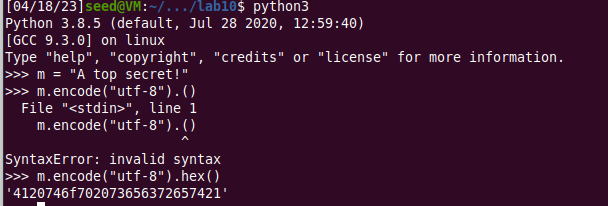 [04/18/23]seed@VM:~/.../lab10$ python3
Python 3.8.5 (default, Jul 28 2020, 12:59:40)
[GCC 9.3.0] on linux
Type "help", "copyright", "credits" or "license" for more information.
>>> m = "A top secret!"
>>> m.encode("utf-8").()
  File "<stdin>", line 1
    m.encode("utf-8").()
                      ^
SyntaxError: invalid syntax
>>> m.encode("utf-8").hex()
'4120746f702073656372657421'